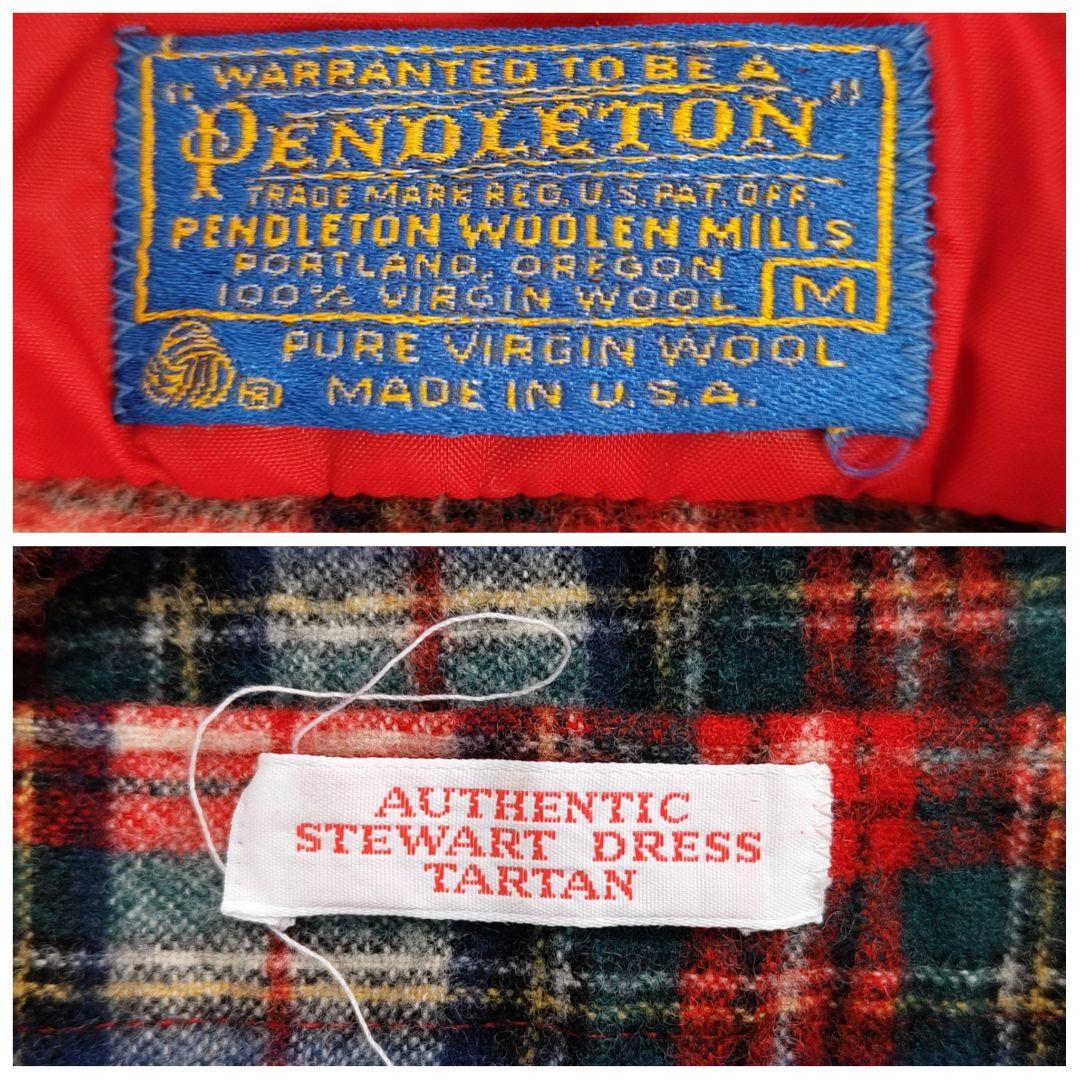 WARRANTED TO BE A
"PENDLETON"
TRADE MARK REG. U.S. PAT. OFF.
PENDLETON WOOLEN MILLS
PORTLAND, OREGON
100% VIRGIN WOOL M
PURE VIRGIN WOOL
® MADE IN U.S.A.
AUTHENTIC
STEWART DRESS
TARTAN